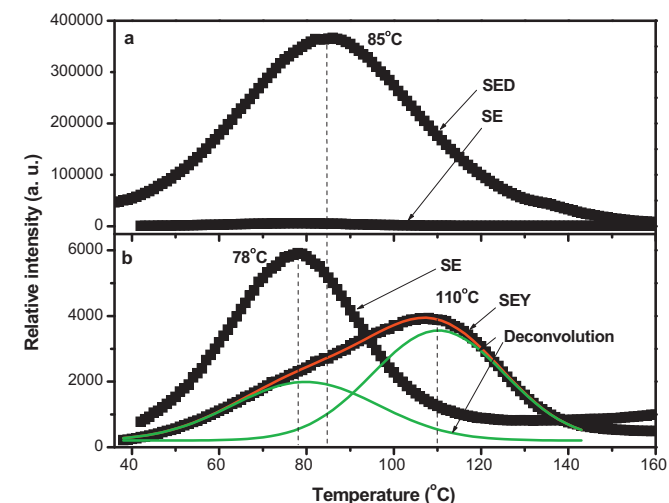 a
85°C
SED
SE
400000
300000
200000
100000
0
b
78°C
SE
110°C
SEY
Deconvolution
6000
4000
2000
0
40
60
80
100
120
140
160
Relative intensity (a. u.)
Temperature (°C)